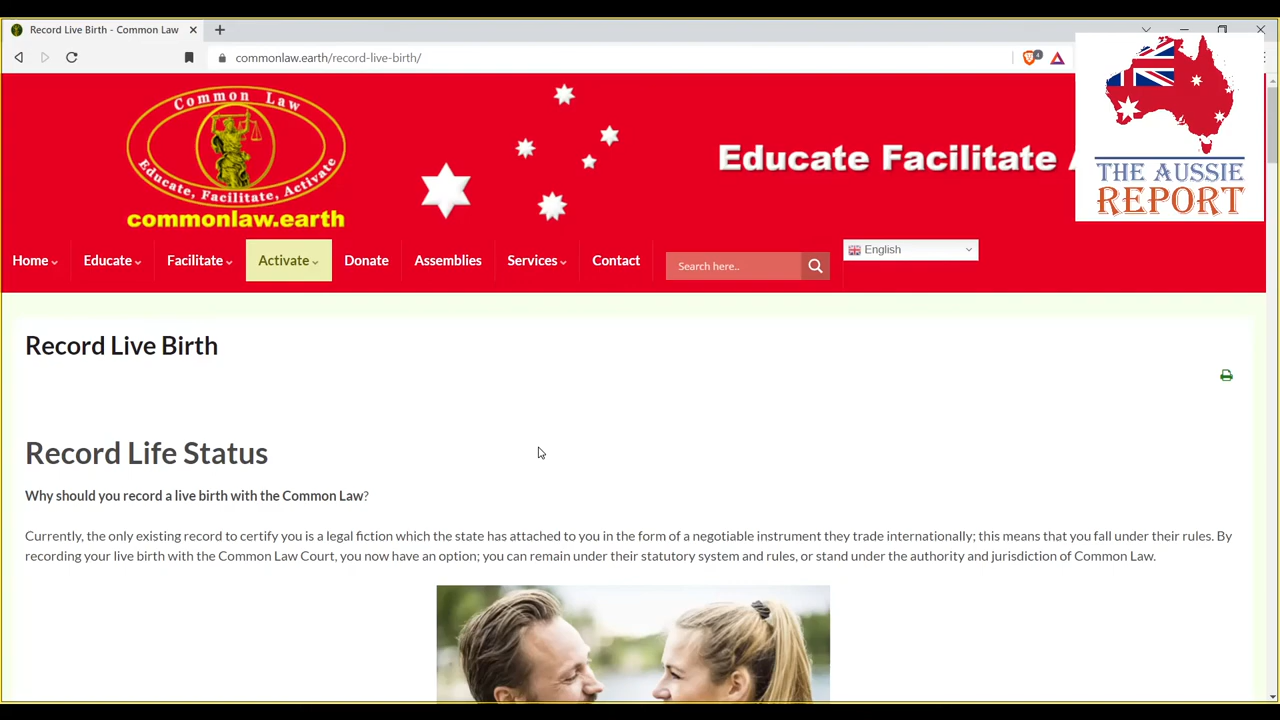 Record Live Birth - Common Law
commonlaw.earth/record-live-birth/
4
Common Law
Educate, Facilitate, Activate
commonlaw.earth
Educate Facilitate
THE AUSSIE
REPORT
Home
Educate
Facilitate
Activate
Donate
Assemblies
Services
Contact
Search here..
English
Record Live Birth
Record Life Status
Why should you record a live birth with the Common Law?
Currently, the only existing record to certify you is a legal fiction which the state has attached to you in the form of a negotiable instrument they trade internationally; this means that you fall under their rules. By
recording your live birth with the Common Law Court, you now have an option; you can remain under their statutory system and rules, or stand under the authority and jurisdiction of Common Law.